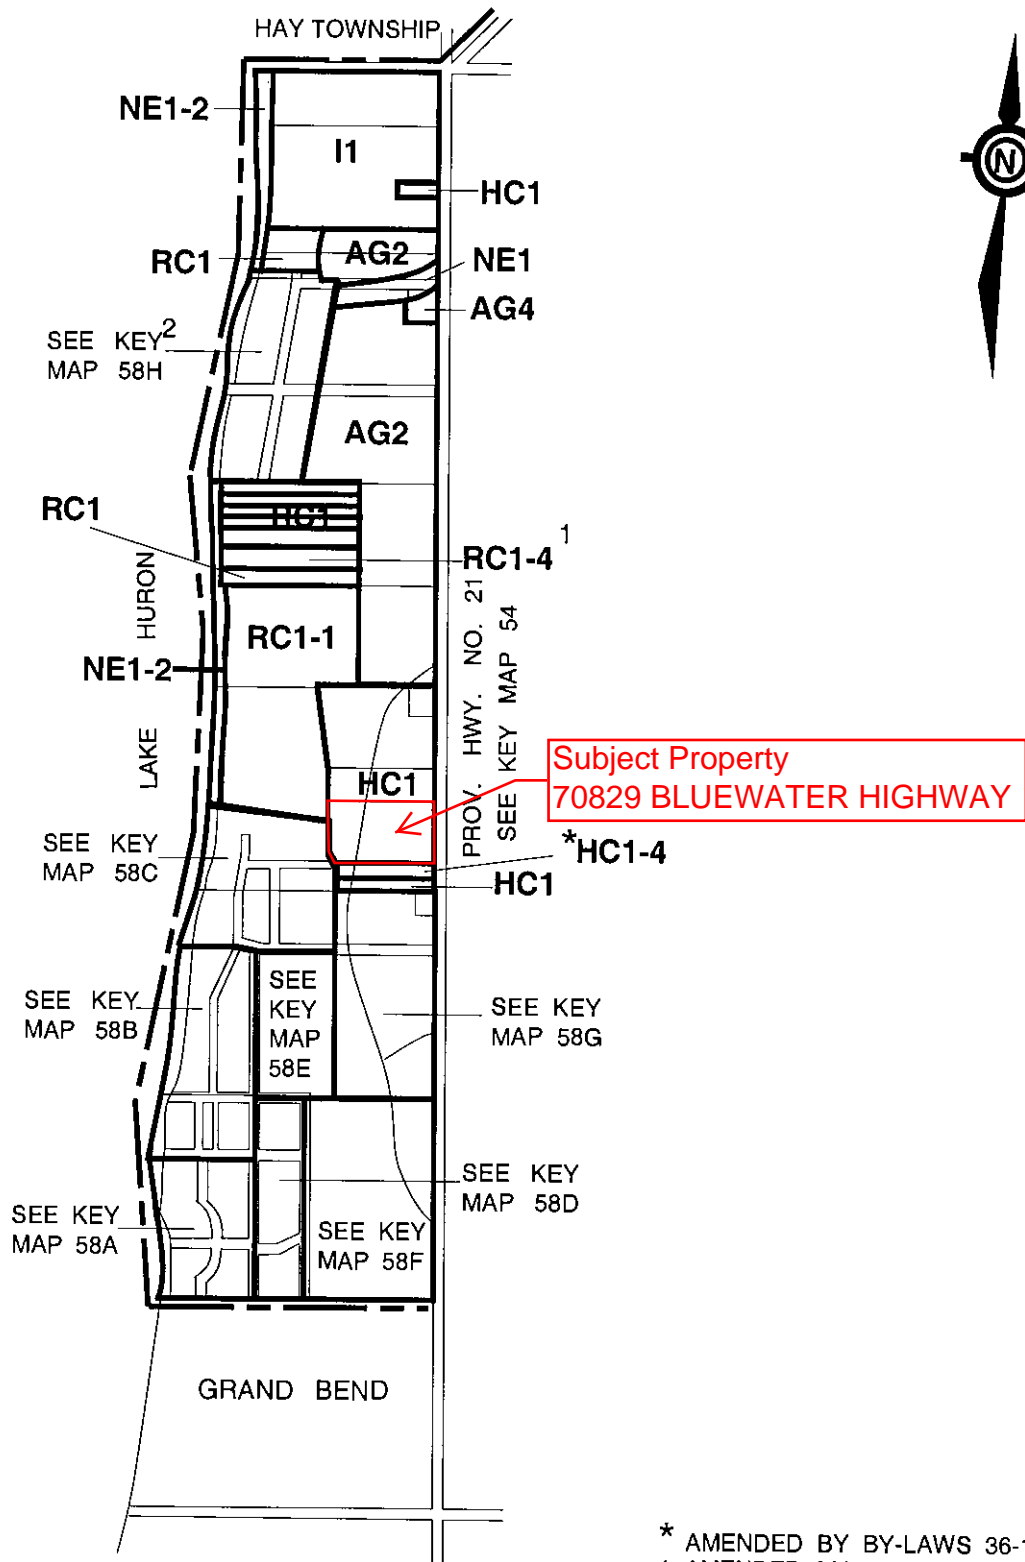 HAY TOWNSHIP
NE1-2
I1
HC1
N
RC1
AG2
NE1
AG4
SEE KEY 2
MAP 58H
AG2
RC1
RC1-4 1
LAKE HURON
RC1-1
NE1-2
PROV. HWY. NO. 21
SEE KEY MAP 54
HC1
Subject Property
70829 BLUEWATER HIGHWAY
SEE KEY
MAP 58C
*HC1-4
HC1
SEE KEY
MAP 58B
SEE
KEY
MAP
58E
SEE KEY
MAP 58G
SEE KEY
MAP 58D
SEE KEY
MAP 58A
SEE KEY
MAP 58F
GRAND BEND
* AMENDED BY BY-LAWS 36-1